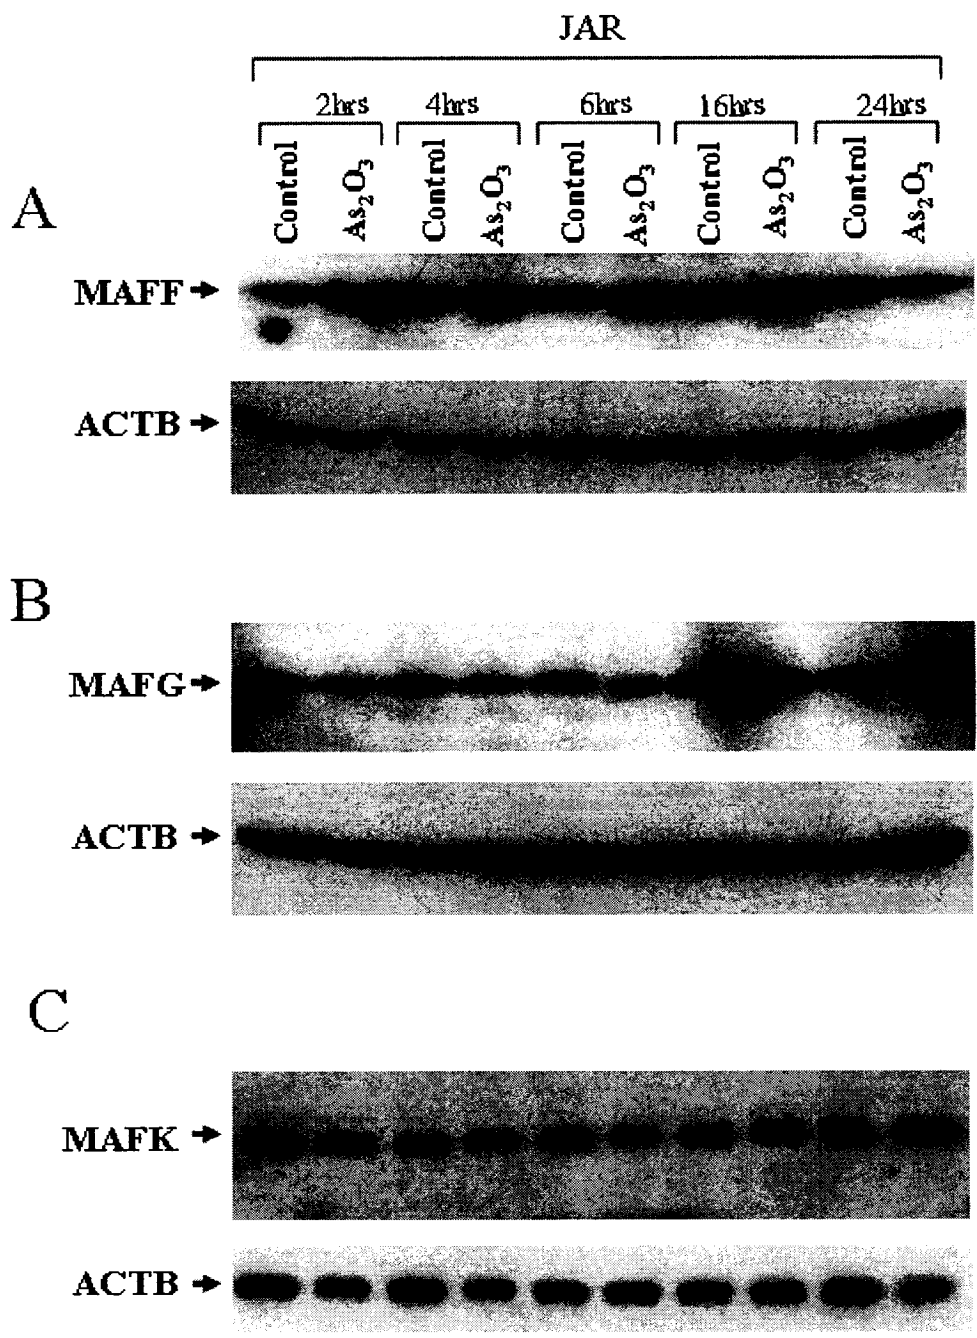 JAR
2hrs 4hrs 6hrs 16hrs 24hrs
Control As₂O₃ Control As₂O₃ Control As₂O₃ Control As₂O₃ Control As₂O₃
A
MAFF
ACTB
B
MAFG
ACTB
C
MAFK
ACTB